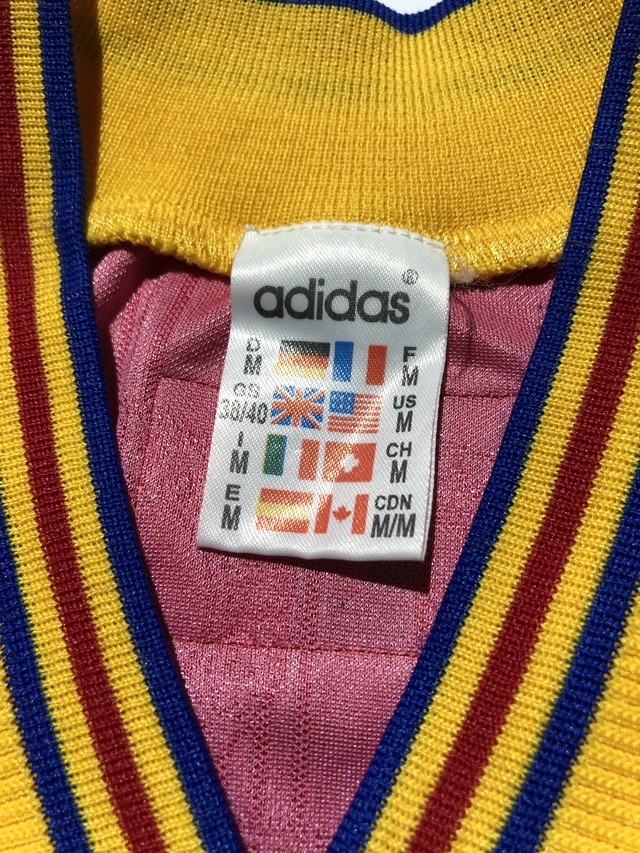 adidas®
D F
M M
GB US
38/40 M
I CH
M M
E CDN
M M/M